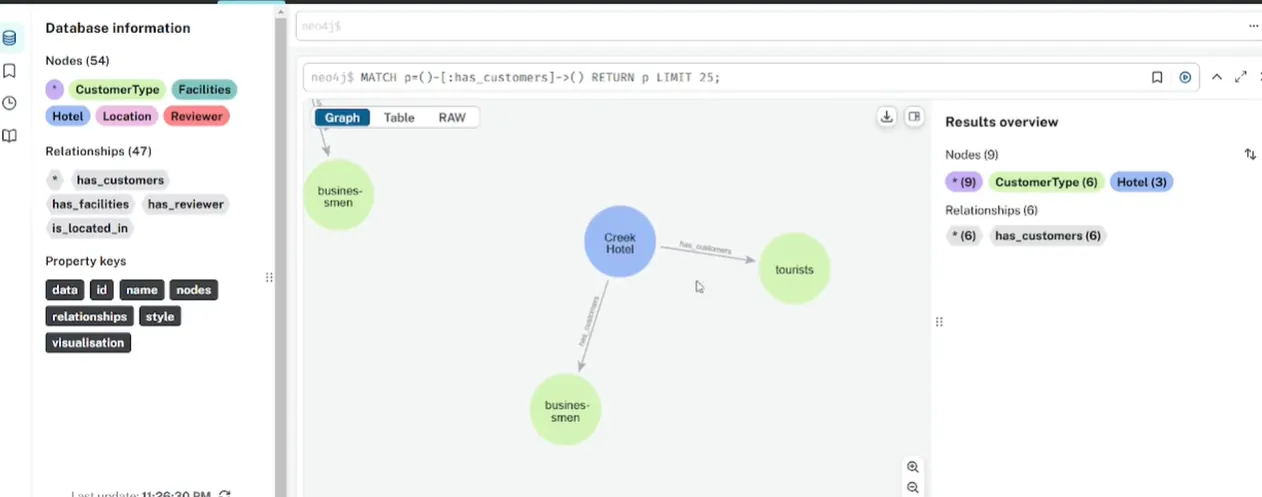 Database information
Nodes (54)
* CustomerType Facilities
Hotel Location Reviewer
Relationships (47)
* has_customers
has_facilities has_reviewer
is_located_in
Property keys
data id name nodes
relationships style
visualisation
Last update: 11:26:30 PM
neo4j$
neo4j$ MATCH p=()-[:has_customers]->() RETURN p LIMIT 25;
Graph Table RAW
busines-
smen
Creek
Hotel
has_customers
tourists
has_customers
busines-
smen
Results overview
Nodes (9)
* (9) CustomerType (6) Hotel (3)
Relationships (6)
* (6) has_customers (6)